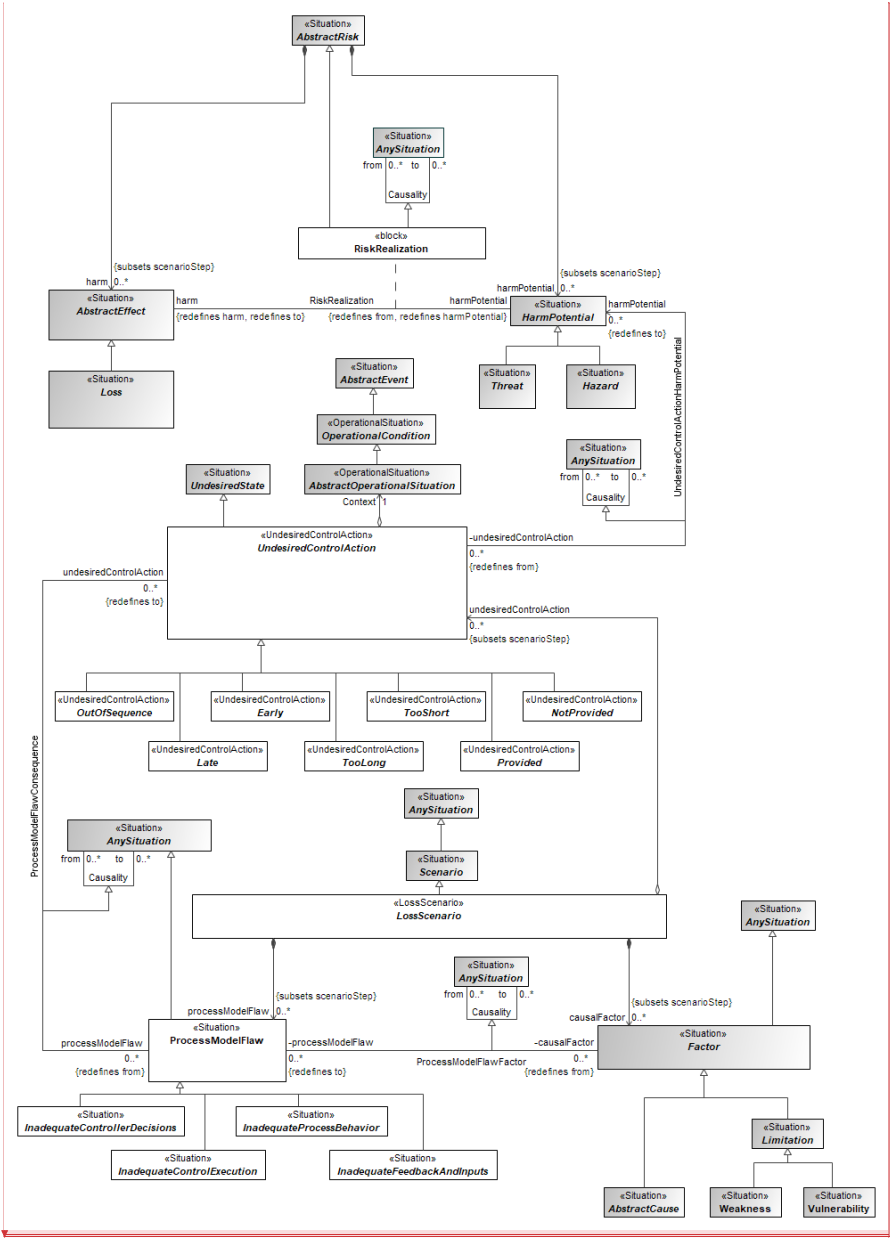 «Situation»
AbstractRisk
«Situation»
AnySituation
from 0..* to 0..*
Causality
«block»
RiskRealization
{subsets scenarioStep}
harm 0..*
{subsets scenarioStep}
harmPotential 0..*
«Situation»
AbstractEffect
harm
RiskRealization
harmPotential
{redefines harm, redefines to}
{redefines from, redefines harmPotential}
«Situation»
HarmPotential
harmPotential
0..*
{redefines to}
«Situation»
Loss
«Situation»
AbstractEvent
«Situation»
Threat
«Situation»
Hazard
UndesiredControlActionHarmPotential
«OperationalSituation»
OperationalCondition
«Situation»
AnySituation
from 0..* to 0..*
Causality
«Situation»
UndesiredState
«OperationalSituation»
AbstractOperationalSituation
Context 1
«UndesiredControlAction»
UndesiredControlAction
-undesiredControlAction
0..*
{redefines from}
undesiredControlAction
0..*
{redefines to}
undesiredControlAction
0..*
{subsets scenarioStep}
«UndesiredControlAction»
OutOfSequence
«UndesiredControlAction»
Early
«UndesiredControlAction»
TooShort
«UndesiredControlAction»
NotProvided
«UndesiredControlAction»
Late
«UndesiredControlAction»
TooLong
«UndesiredControlAction»
Provided
ProcessModelFlawConsequence
«Situation»
AnySituation
«Situation»
AnySituation
from 0..* to 0..*
Causality
«Situation»
Scenario
«LossScenario»
LossScenario
«Situation»
AnySituation
«Situation»
AnySituation
from 0..* to 0..*
Causality
{subsets scenarioStep}
processModelFlaw 0..*
{subsets scenarioStep}
causalFactor 0..*
processModelFlaw
0..*
{redefines from}
«Situation»
ProcessModelFlaw
-processModelFlaw
0..*
{redefines to}
ProcessModelFlawFactor
-causalFactor
0..*
{redefines from}
«Situation»
Factor
«Situation»
InadequateControllerDecisions
«Situation»
InadequateProcessBehavior
«Situation»
InadequateControlExecution
«Situation»
InadequateFeedbackAndInputs
«Situation»
Limitation
«Situation»
AbstractCause
«Situation»
Weakness
«Situation»
Vulnerability